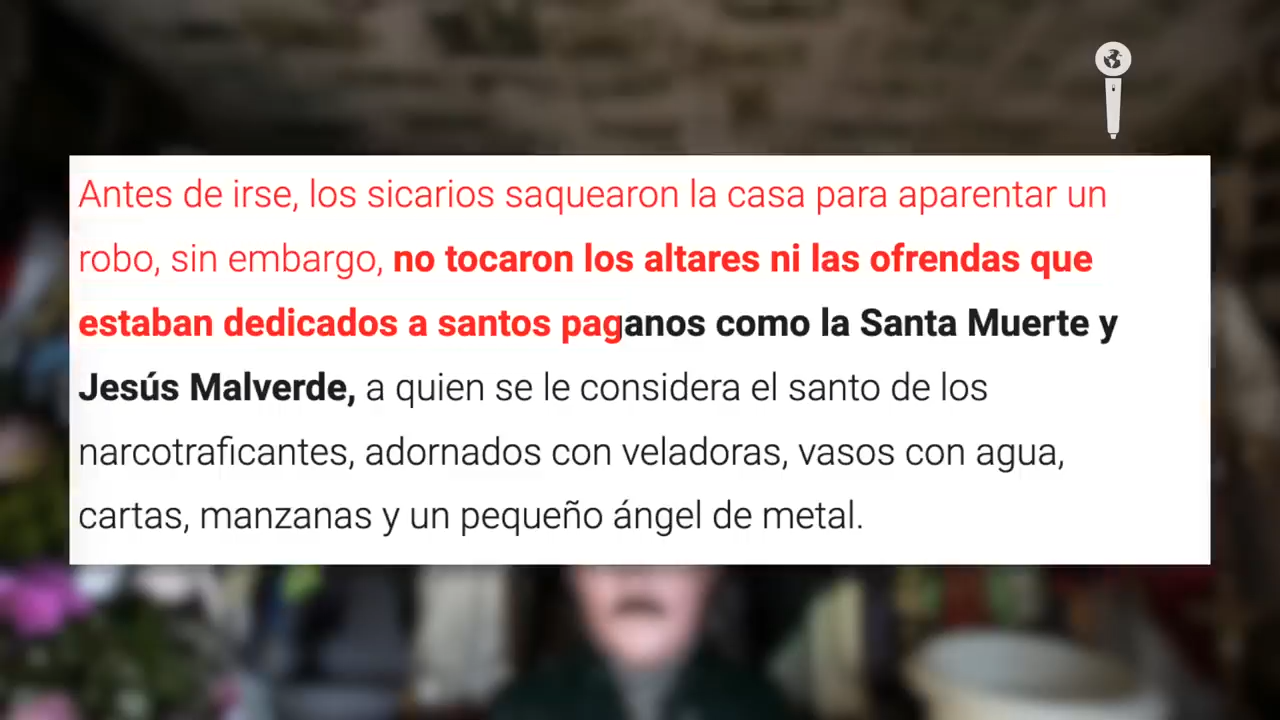 Antes de irse, los sicarios saquearon la casa para aparentar un
robo, sin embargo, no tocaron los altares ni las ofrendas que
estaban dedicados a santos paganos como la Santa Muerte y
Jesús Malverde, a quien se le considera el santo de los
narcotraficantes, adornados con veladoras, vasos con agua,
cartas, manzanas y un pequeño ángel de metal.